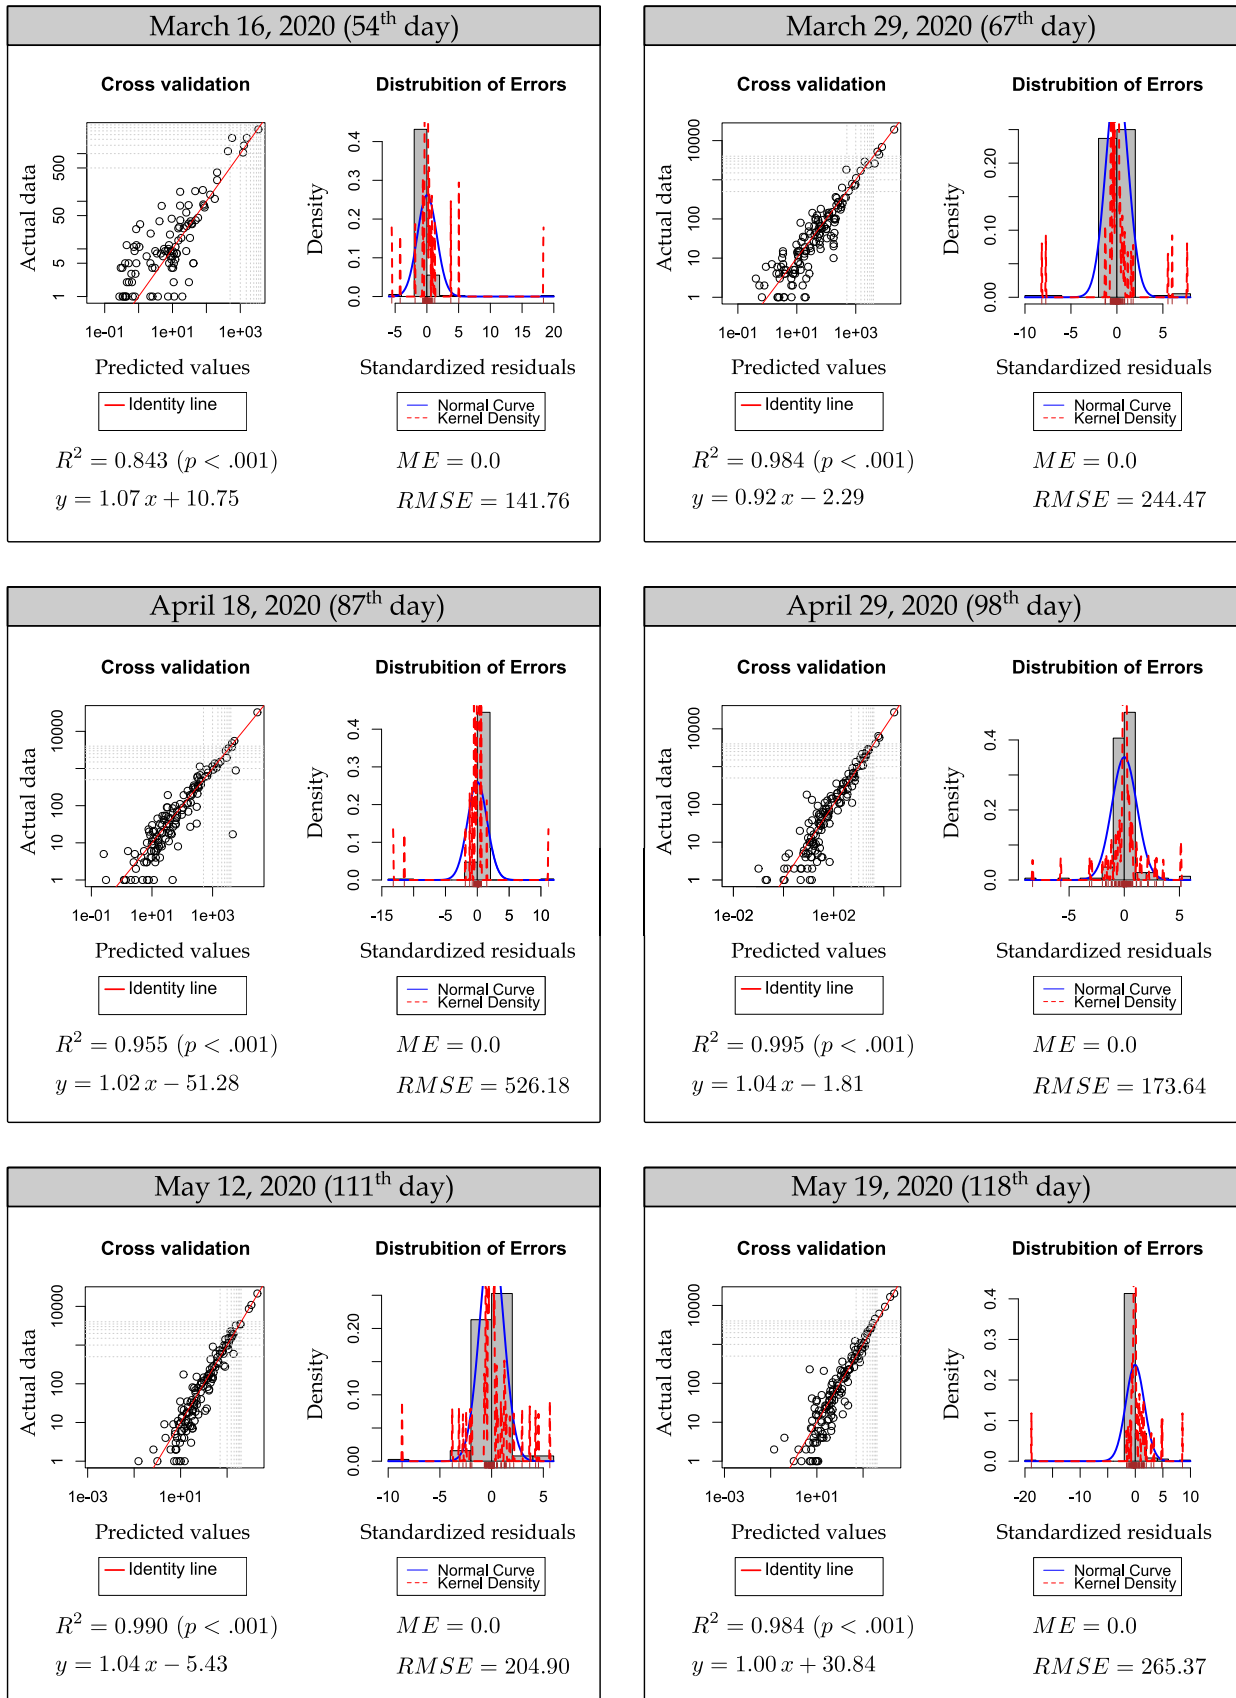 March 16, 2020 (54th day)
Cross validation
Distrubition of Errors
Actual data
1 5 50 500
1e−01 1e+01 1e+03
Predicted values
Identity line
Density
0.0 0.1 0.2 0.3 0.4
-5 0 5 10 15 20
Standardized residuals
Normal Curve
Kernel Density
R² = 0.843 (p < .001)
ME = 0.0
y = 1.07 x + 10.75
RMSE = 141.76
March 29, 2020 (67th day)
Cross validation
Distrubition of Errors
Actual data
1 10 100 10000
1e−01 1e+01 1e+03
Predicted values
Identity line
Density
0.00 0.10 0.20
-10 -5 0 5
Standardized residuals
Normal Curve
Kernel Density
R² = 0.984 (p < .001)
ME = 0.0
y = 0.92 x − 2.29
RMSE = 244.47
April 18, 2020 (87th day)
Cross validation
Distrubition of Errors
Actual data
1 10 100 10000
1e−01 1e+01 1e+03
Predicted values
Identity line
Density
0.0 0.1 0.2 0.3 0.4
-15 -5 0 5 10
Standardized residuals
Normal Curve
Kernel Density
R² = 0.955 (p < .001)
ME = 0.0
y = 1.02 x − 51.28
RMSE = 526.18
April 29, 2020 (98th day)
Cross validation
Distrubition of Errors
Actual data
1 10 100 10000
1e−02 1e+02
Predicted values
Identity line
Density
0.0 0.2 0.4
-5 0 5
Standardized residuals
Normal Curve
Kernel Density
R² = 0.995 (p < .001)
ME = 0.0
y = 1.04 x − 1.81
RMSE = 173.64
May 12, 2020 (111th day)
Cross validation
Distrubition of Errors
Actual data
1 10 100 10000
1e−03 1e+01
Predicted values
Identity line
Density
0.00 0.10 0.20
-10 -5 0 5
Standardized residuals
Normal Curve
Kernel Density
R² = 0.990 (p < .001)
ME = 0.0
y = 1.04 x − 5.43
RMSE = 204.90
May 19, 2020 (118th day)
Cross validation
Distrubition of Errors
Actual data
1 10 100 10000
1e−03 1e+01
Predicted values
Identity line
Density
0.0 0.1 0.2 0.3 0.4
-20 -10 -5 0 5 10
Standardized residuals
Normal Curve
Kernel Density
R² = 0.984 (p < .001)
ME = 0.0
y = 1.00 x + 30.84
RMSE = 265.37